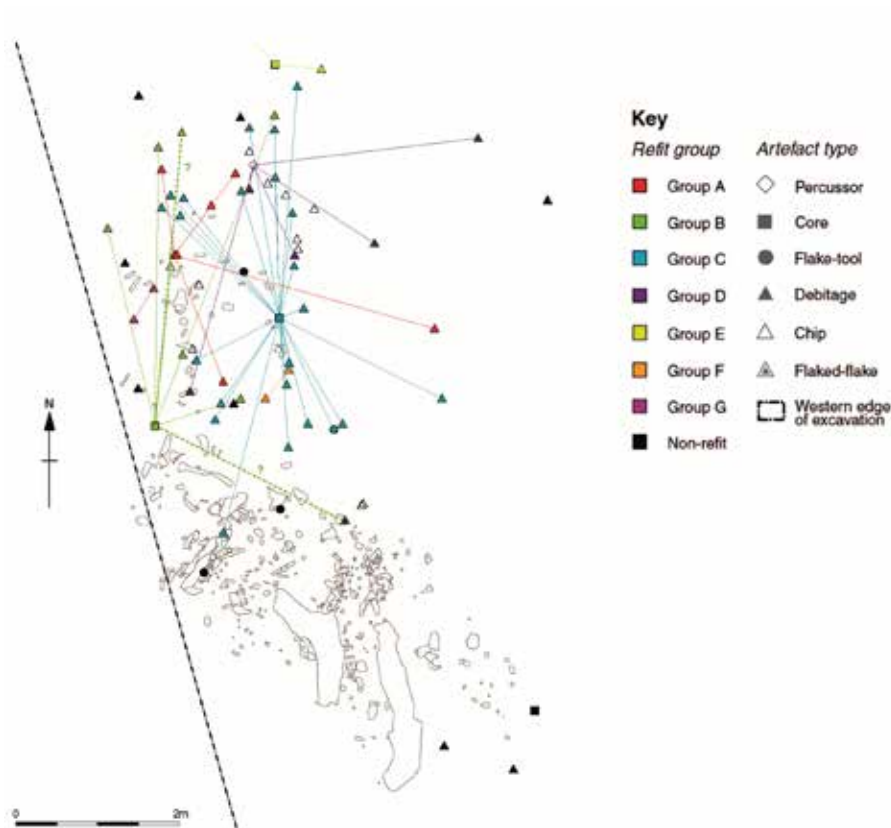 Key
Refit group Artefact type
Group A Percussor
Group B Core
Group C Flake-tool
Group D Debitage
Group E Chip
Group F Flaked-flake
Group G Western edge
of excavation
Non-refit
N
?
?
?
?
0 2m